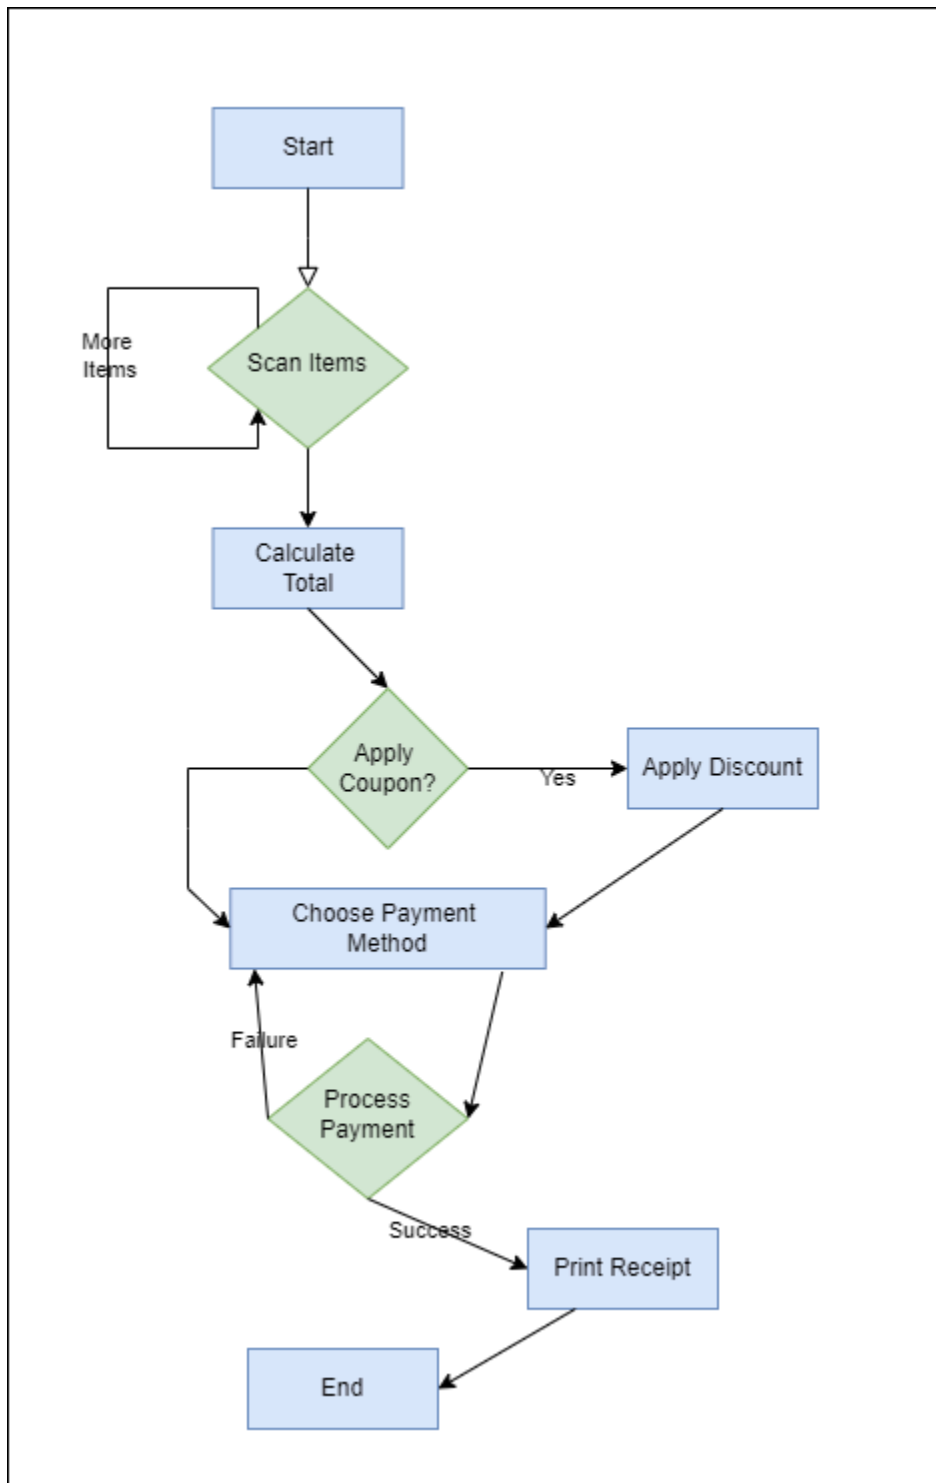 Start
More
Items
Scan Items
Calculate
Total
Apply
Coupon?
Yes
Apply Discount
Choose Payment
Method
Failure
Process
Payment
Success
Print Receipt
End